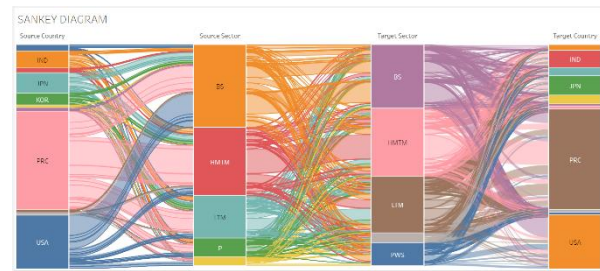 SANKEY DIAGRAM
Source Country
Source Sector
Target Sector
Target Country
IND
JPN
KOR
PRC
USA
BS
HMTM
LTM
P
BS
HMTM
LTM
PWS
IND
JPN
PRC
USA